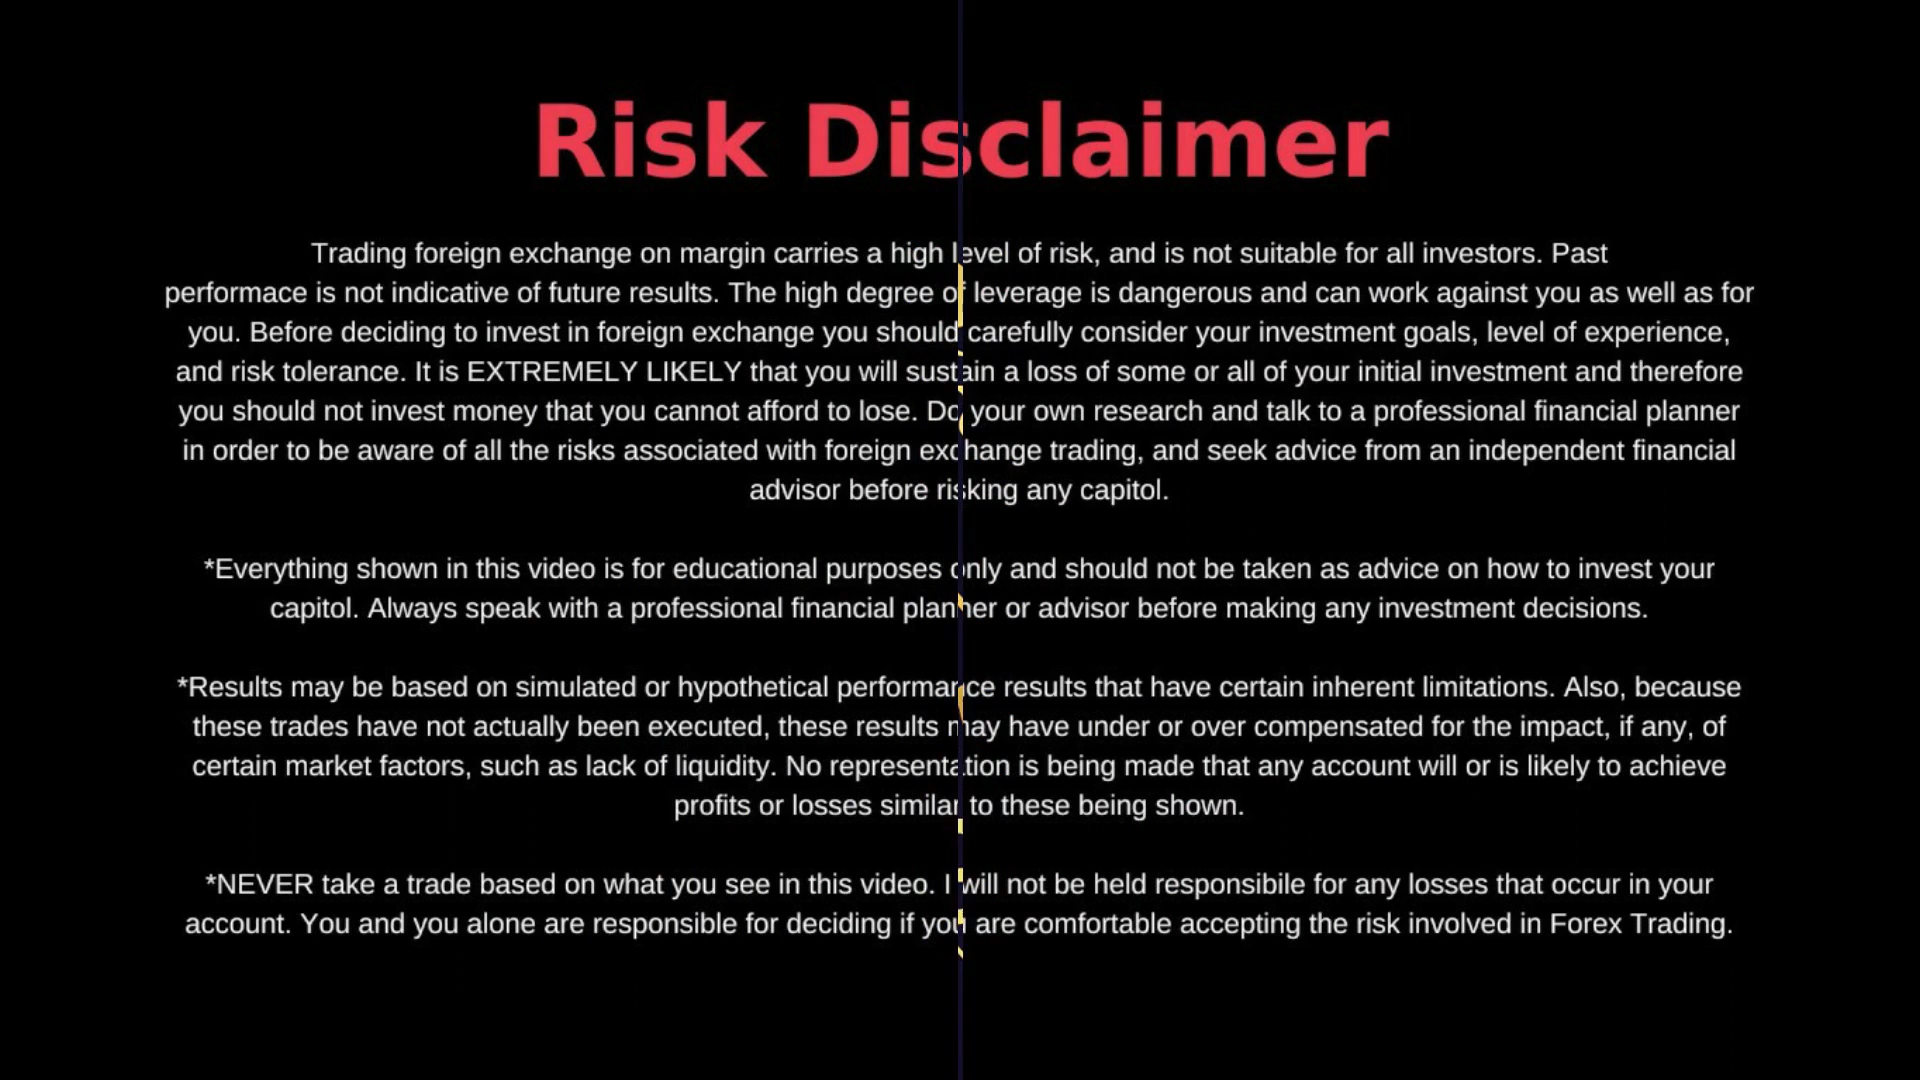 Risk Disclaimer
Trading foreign exchange on margin carries a high level of risk, and is not suitable for all investors. Past
performace is not indicative of future results. The high degree of leverage is dangerous and can work against you as well as for
you. Before deciding to invest in foreign exchange you should carefully consider your investment goals, level of experience,
and risk tolerance. It is EXTREMELY LIKELY that you will sustain a loss of some or all of your initial investment and therefore
you should not invest money that you cannot afford to lose. Do your own research and talk to a professional financial planner
in order to be aware of all the risks associated with foreign exchange trading, and seek advice from an independent financial
advisor before risking any capitol.
*Everything shown in this video is for educational purposes only and should not be taken as advice on how to invest your
capitol. Always speak with a professional financial planner or advisor before making any investment decisions.
*Results may be based on simulated or hypothetical performance results that have certain inherent limitations. Also, because
these trades have not actually been executed, these results may have under or over compensated for the impact, if any, of
certain market factors, such as lack of liquidity. No representation is being made that any account will or is likely to achieve
profits or losses similar to these being shown.
*NEVER take a trade based on what you see in this video. I will not be held responsibile for any losses that occur in your
account. You and you alone are responsible for deciding if you are comfortable accepting the risk involved in Forex Trading.